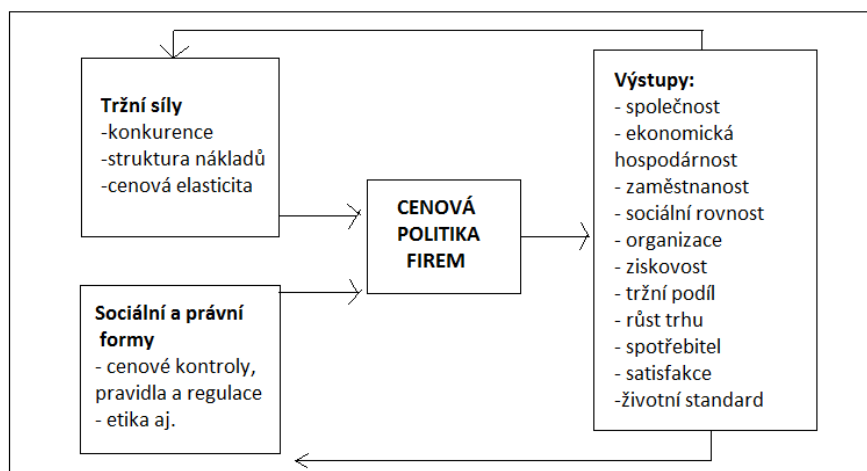 Tržní síly
-konkurence
-struktura nákladů
-cenová elasticita
Sociální a právní
formy
- cenové kontroly,
pravidla a regulace
- etika aj.
CENOVÁ
POLITIKA
FIREM
Výstupy:
- společnost
- ekonomická
hospodárnost
- zaměstnanost
- sociální rovnost
- organizace
- ziskovost
- tržní podíl
- růst trhu
- spotřebitel
- satisfakce
-životní standard